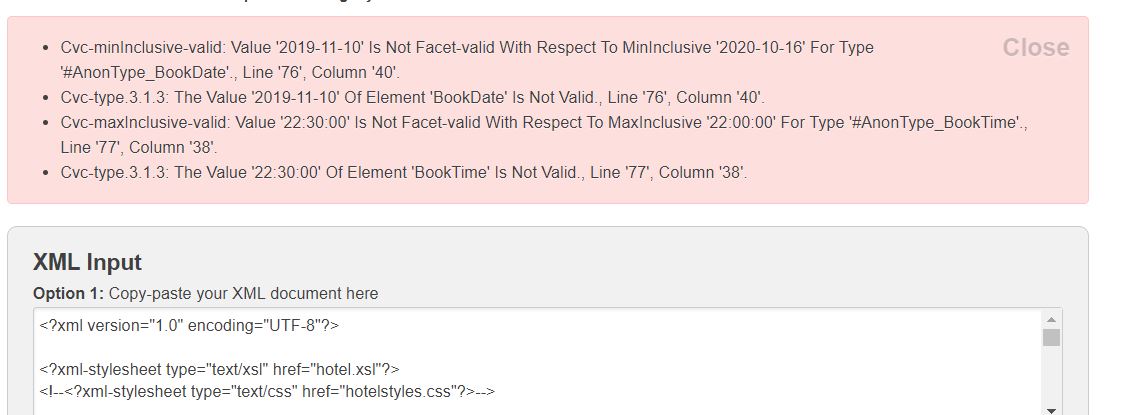 Cvc-minInclusive-valid: Value '2019-11-10' Is Not Facet-valid With Respect To MinInclusive '2020-10-16' For Type
'#AnonType_BookDate'., Line '76', Column '40'.
Close
Cvc-type.3.1.3: The Value '2019-11-10' Of Element 'BookDate' Is Not Valid., Line '76', Column '40'.
Cvc-maxInclusive-valid: Value '22:30:00' Is Not Facet-valid With Respect To MaxInclusive '22:00:00' For Type '#AnonType_BookTime'.,
Line '77', Column '38'.
Cvc-type.3.1.3: The Value '22:30:00' Of Element 'BookTime' Is Not Valid., Line '77', Column '38'.
XML Input
Option 1: Copy-paste your XML document here
<?xml version="1.0" encoding="UTF-8"?>
<?xml-stylesheet type="text/xsl" href="hotel.xsl"?>
<!--<?xml-stylesheet type="text/css" href="hotelstyles.css"?>-->